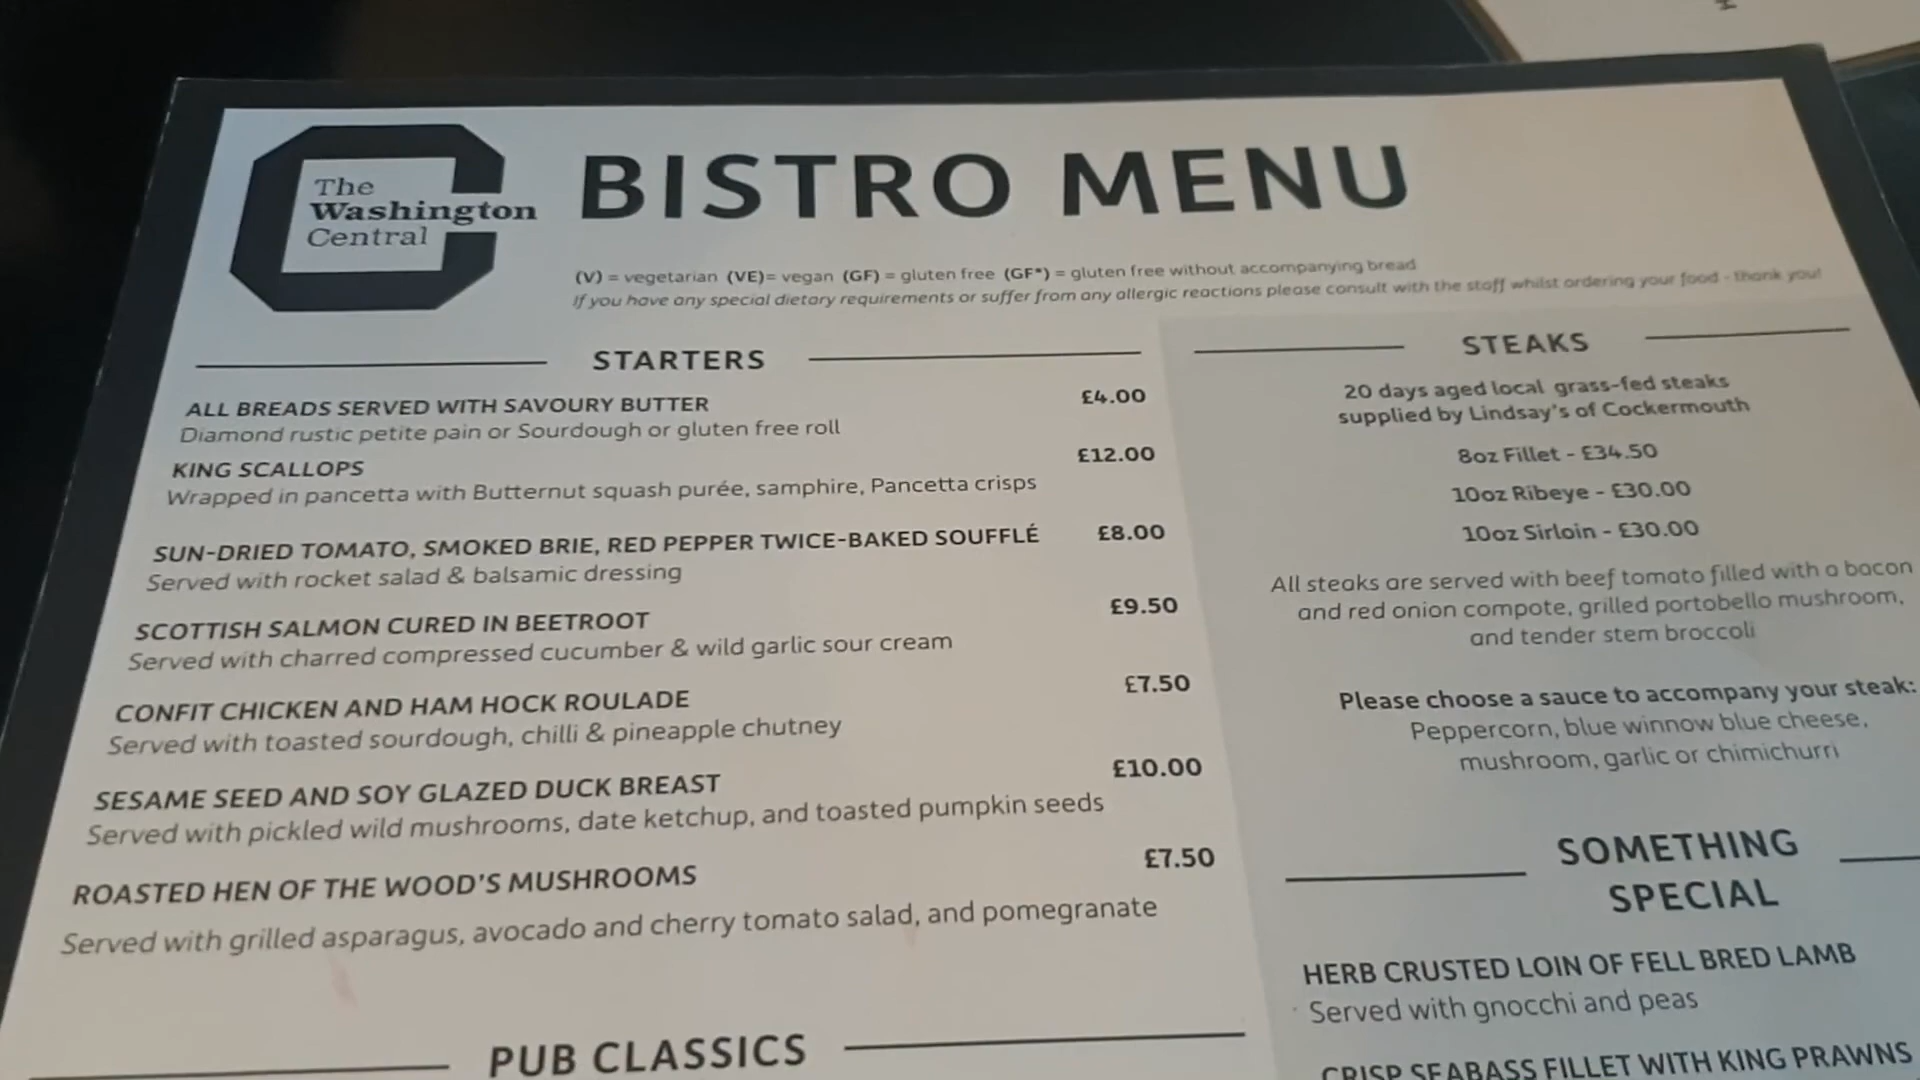 The
Washington
Central
BISTRO MENU
(V) = vegetarian (VE)= vegan (GF) = gluten free (GF*) = gluten free without accompanying bread
If you have any special dietary requirements or suffer from any allergic reactions please consult with the staff whilst ordering your food - thank you!
STARTERS
ALL BREADS SERVED WITH SAVOURY BUTTER £4.00
Diamond rustic petite pain or Sourdough or gluten free roll
KING SCALLOPS £12.00
Wrapped in pancetta with Butternut squash purée, samphire, Pancetta crisps
SUN-DRIED TOMATO, SMOKED BRIE, RED PEPPER TWICE-BAKED SOUFFLÉ £8.00
Served with rocket salad & balsamic dressing
SCOTTISH SALMON CURED IN BEETROOT £9.50
Served with charred compressed cucumber & wild garlic sour cream
CONFIT CHICKEN AND HAM HOCK ROULADE £7.50
Served with toasted sourdough, chilli & pineapple chutney
SESAME SEED AND SOY GLAZED DUCK BREAST £10.00
Served with pickled wild mushrooms, date ketchup, and toasted pumpkin seeds
ROASTED HEN OF THE WOOD'S MUSHROOMS £7.50
Served with grilled asparagus, avocado and cherry tomato salad, and pomegranate
PUB CLASSICS
STEAKS
20 days aged local grass-fed steaks
supplied by Lindsay's of Cockermouth
8oz Fillet - £34.50
10oz Ribeye - £30.00
10oz Sirloin - £30.00
All steaks are served with beef tomato filled with a bacon
and red onion compote, grilled portobello mushroom,
and tender stem broccoli
Please choose a sauce to accompany your steak:
Peppercorn, blue winnow blue cheese,
mushroom, garlic or chimichurri
SOMETHING
SPECIAL
HERB CRUSTED LOIN OF FELL BRED LAMB
Served with gnocchi and peas
CRISP SEABASS FILLET WITH KING PRAWNS